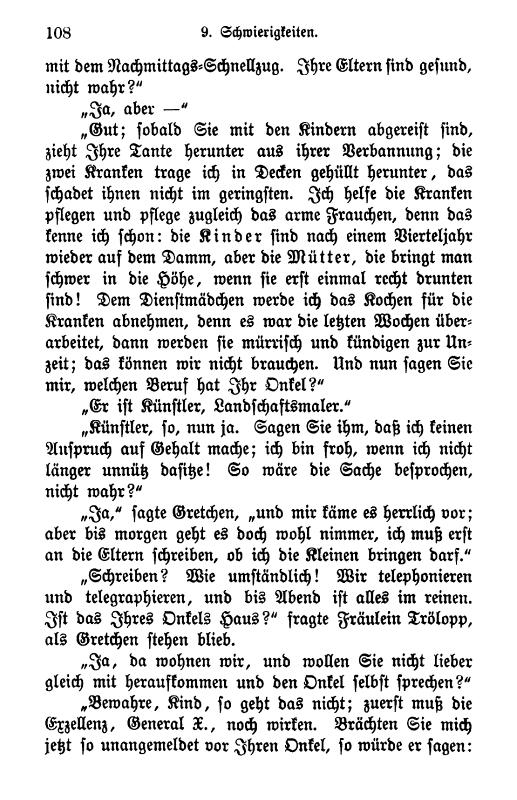 108 9. Schwierigkeiten.
mit dem Nachmittags-Schnellzug. Ihre Eltern sind gesund,
nicht wahr?“
„Ja, aber —“
„Gut; sobald Sie mit den Kindern abgereist sind,
zieht Ihre Tante herunter aus ihrer Verbannung; die
zwei Kranken trage ich in Decken gehüllt herunter, das
schadet ihnen nicht im geringsten. Ich helfe die Kranken
pflegen und pflege zugleich das arme Frauchen, denn das
kenne ich schon: die Kinder sind nach einem Vierteljahr
wieder auf dem Damm, aber die Mütter, die bringt man
schwer in die Höhe, wenn sie erst einmal recht drunten
sind! Dem Dienstmädchen werde ich das Kochen für die
Kranken abnehmen, denn es war die letzten Wochen über-
arbeitet, dann werden sie mürrisch und kündigen zur Un-
zeit; das können wir nicht brauchen. Und nun sagen Sie
mir, welchen Beruf hat Ihr Onkel?“
„Er ist Künstler, Landschaftsmaler.“
„Künstler, so, nun ja. Sagen Sie ihm, daß ich keinen
Anspruch auf Gehalt mache; ich bin froh, wenn ich nicht
länger unnütz dasitze! So wäre die Sache besprochen,
nicht wahr?“
„Ja,“ sagte Gretchen, „und mir käme es herrlich vor;
aber bis morgen geht es doch wohl nimmer, ich muß erst
an die Eltern schreiben, ob ich die Kleinen bringen darf.“
„Schreiben? Wie umständlich! Wir telephonieren
und telegraphieren, und bis Abend ist alles im reinen.
Ist das Ihres Onkels Haus?“ fragte Fräulein Trölopp,
als Gretchen stehen blieb.
„Ja, da wohnen wir, und wollen Sie nicht lieber
gleich mit heraufkommen und den Onkel selbst sprechen?“
„Bewahre, Kind, so geht das nicht; zuerst muß die
Exzellenz, General X., noch wirken. Brächten Sie mich
jetzt so unangemeldet vor Ihren Onkel, so würde er sagen: